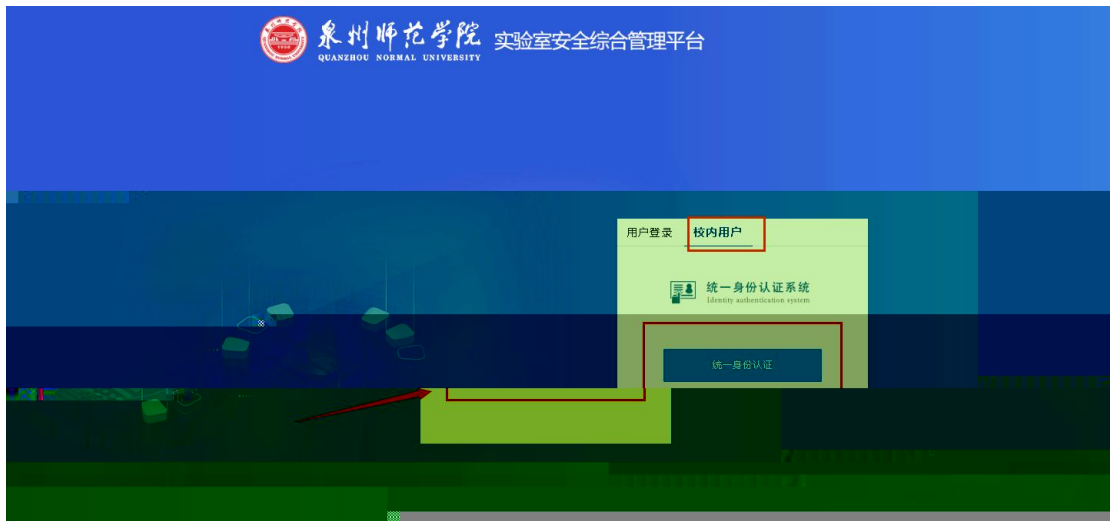 泉州师范学院 实验室安全综合管理平台
QUANZHOU NORMAL UNIVERSITY
用户登录 校内用户
统一身份认证系统
Identity authentication system
统一身份认证